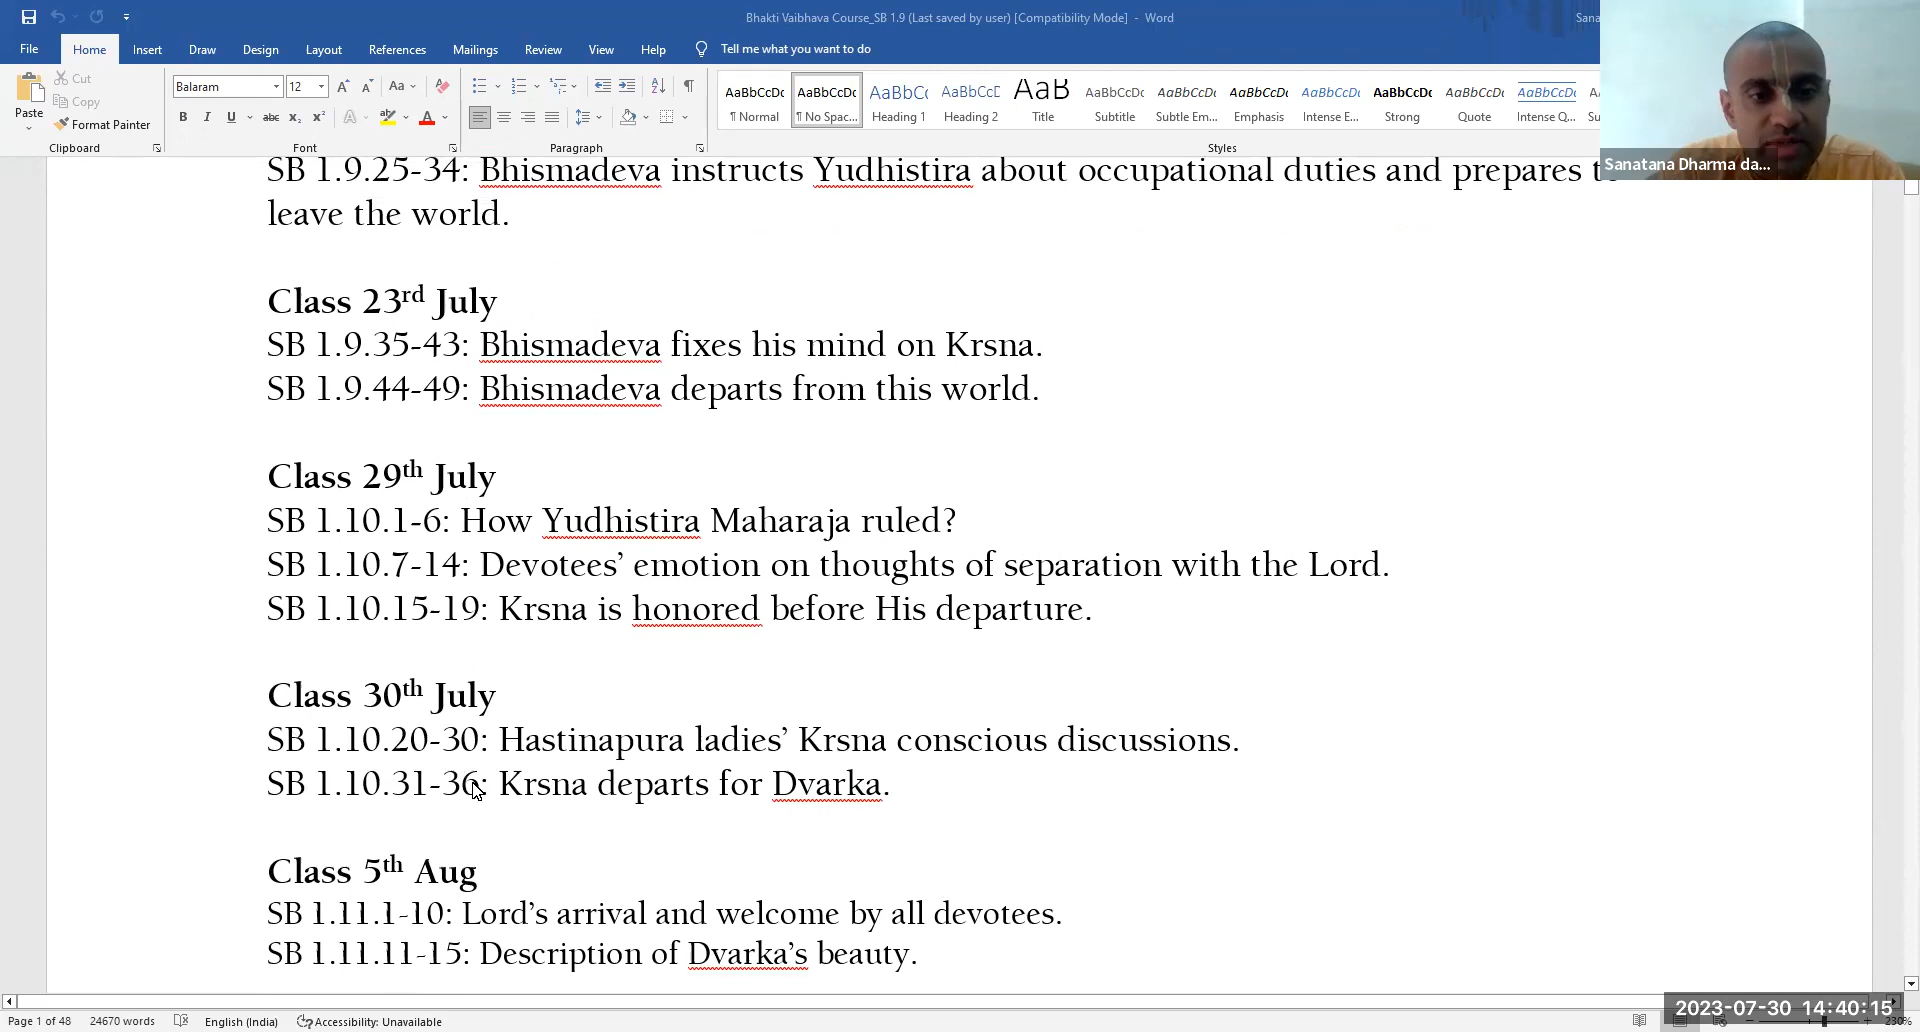 Bhakti Vaibhava Course_SB 1.9 (Last saved by user) [Compatibility Mode] - Word
Sana
File Home Insert Draw Design Layout References Mailings Review View Help Tell me what you want to do
Paste
Cut
Copy
Format Painter
Clipboard
Balaram 12
Font
Paragraph
AaBbCcDc AaBbCcDc AaBbC AaBbCcD AaB AaBbCcDc AaBbCcDc AaBbCcDc AaBbCcDc AaBbCcDc AaBbCcDc AaBbCcDc
¶ Normal ¶ No Spac... Heading 1 Heading 2 Title Subtitle Subtle Em... Emphasis Intense E... Strong Quote Intense Q...
Styles
Sanatana Dharma da...
SB 1.9.25-34: Bhismadeva instructs Yudhistira about occupational duties and prepares to
leave the world.
Class 23rd July
SB 1.9.35-43: Bhismadeva fixes his mind on Krsna.
SB 1.9.44-49: Bhismadeva departs from this world.
Class 29th July
SB 1.10.1-6: How Yudhistira Maharaja ruled?
SB 1.10.7-14: Devotees’ emotion on thoughts of separation with the Lord.
SB 1.10.15-19: Krsna is honored before His departure.
Class 30th July
SB 1.10.20-30: Hastinapura ladies’ Krsna conscious discussions.
SB 1.10.31-36: Krsna departs for Dvarka.
Class 5th Aug
SB 1.11.1-10: Lord’s arrival and welcome by all devotees.
SB 1.11.11-15: Description of Dvarka’s beauty.
2023-07-30 14:40:15
Page 1 of 48 24670 words English (India) Accessibility: Unavailable 230%